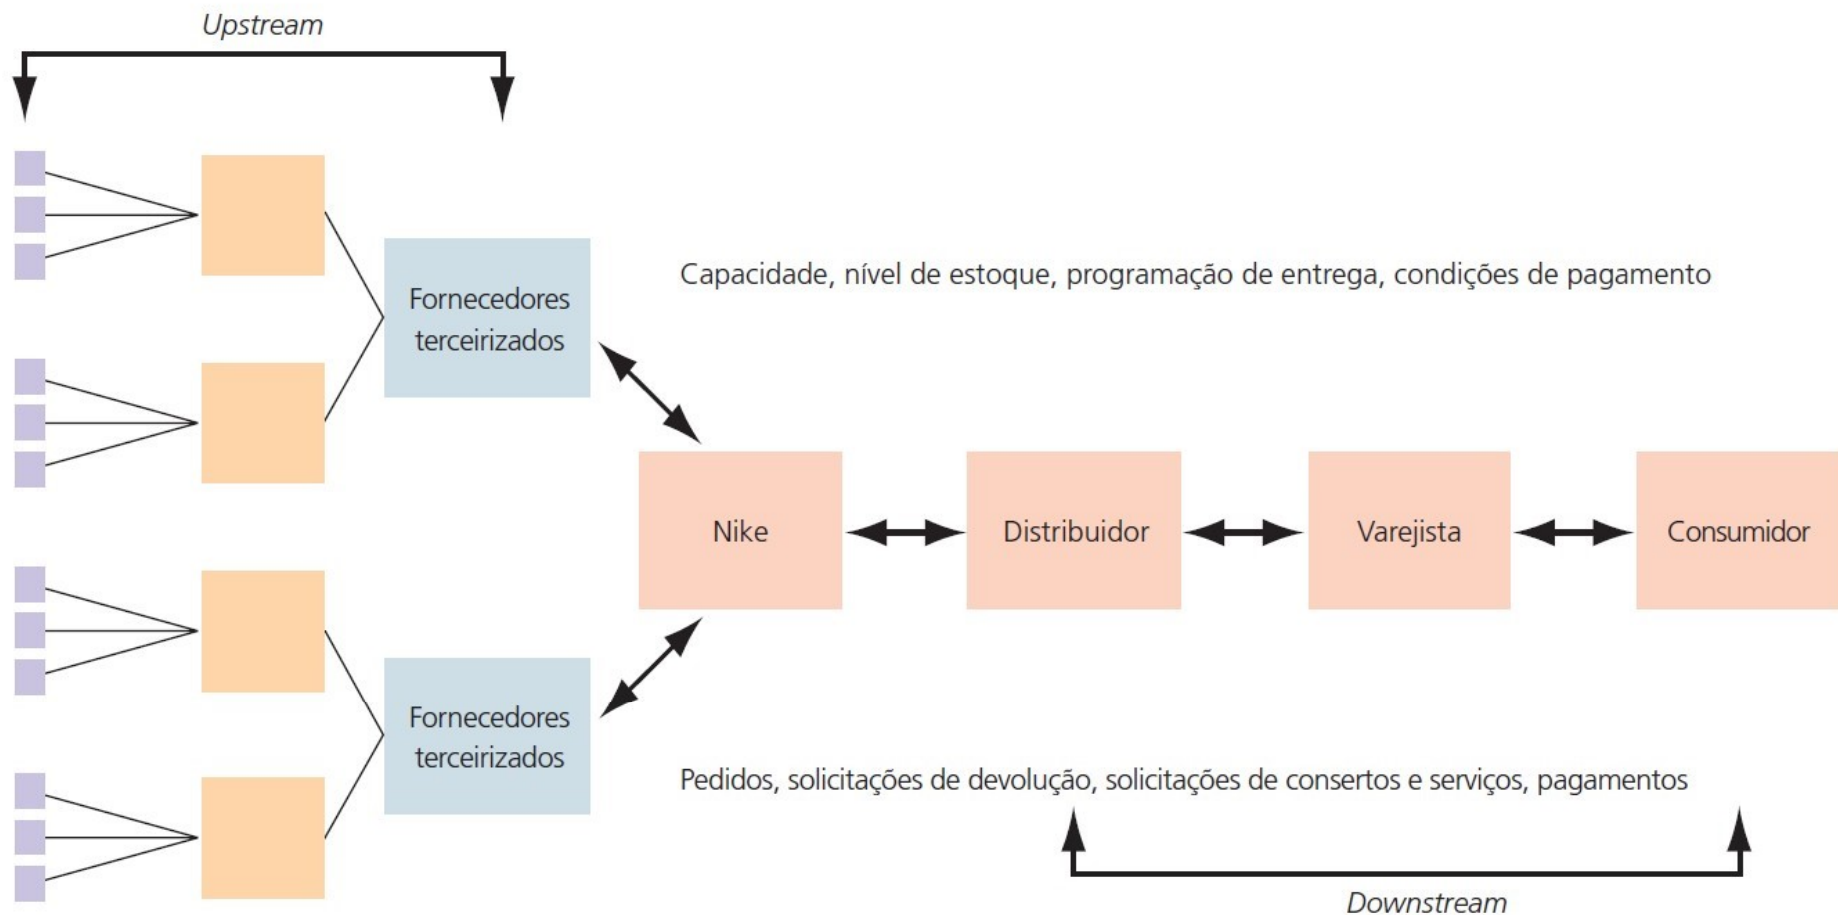 Upstream
Fornecedores
terceirizados
Capacidade, nível de estoque, programação de entrega, condições de pagamento
Nike
Distribuidor
Varejista
Consumidor
Fornecedores
terceirizados
Pedidos, solicitações de devolução, solicitações de consertos e serviços, pagamentos
Downstream